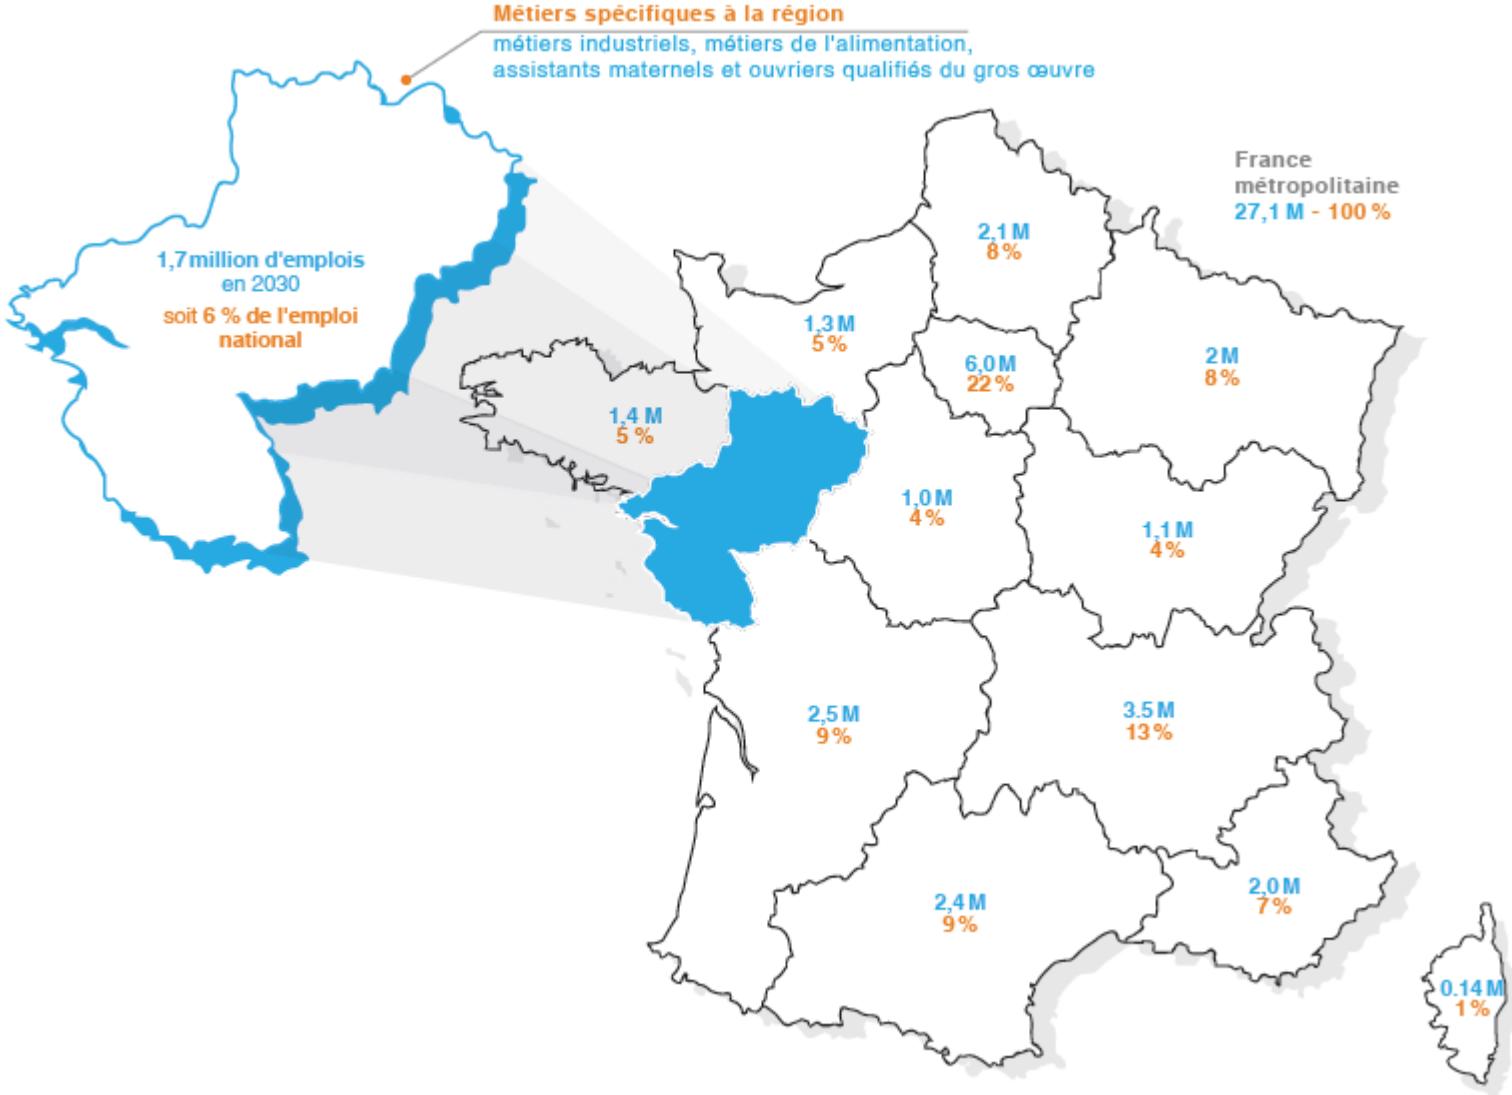 Métiers spécifiques à la région
métiers industriels, métiers de l'alimentation,
assistants maternels et ouvriers qualifiés du gros œuvre
France
métropolitaine
27,1 M - 100 %
1,7 million d'emplois
en 2030
soit 6 % de l'emploi
national
2,1 M
8 %
1,3 M
5 %
6,0 M
22 %
2 M
8 %
1,4 M
5 %
1,0 M
4 %
1,1 M
4 %
2,5 M
9 %
3.5 M
13 %
2,4 M
9 %
2,0 M
7 %
0.14 M
1 %